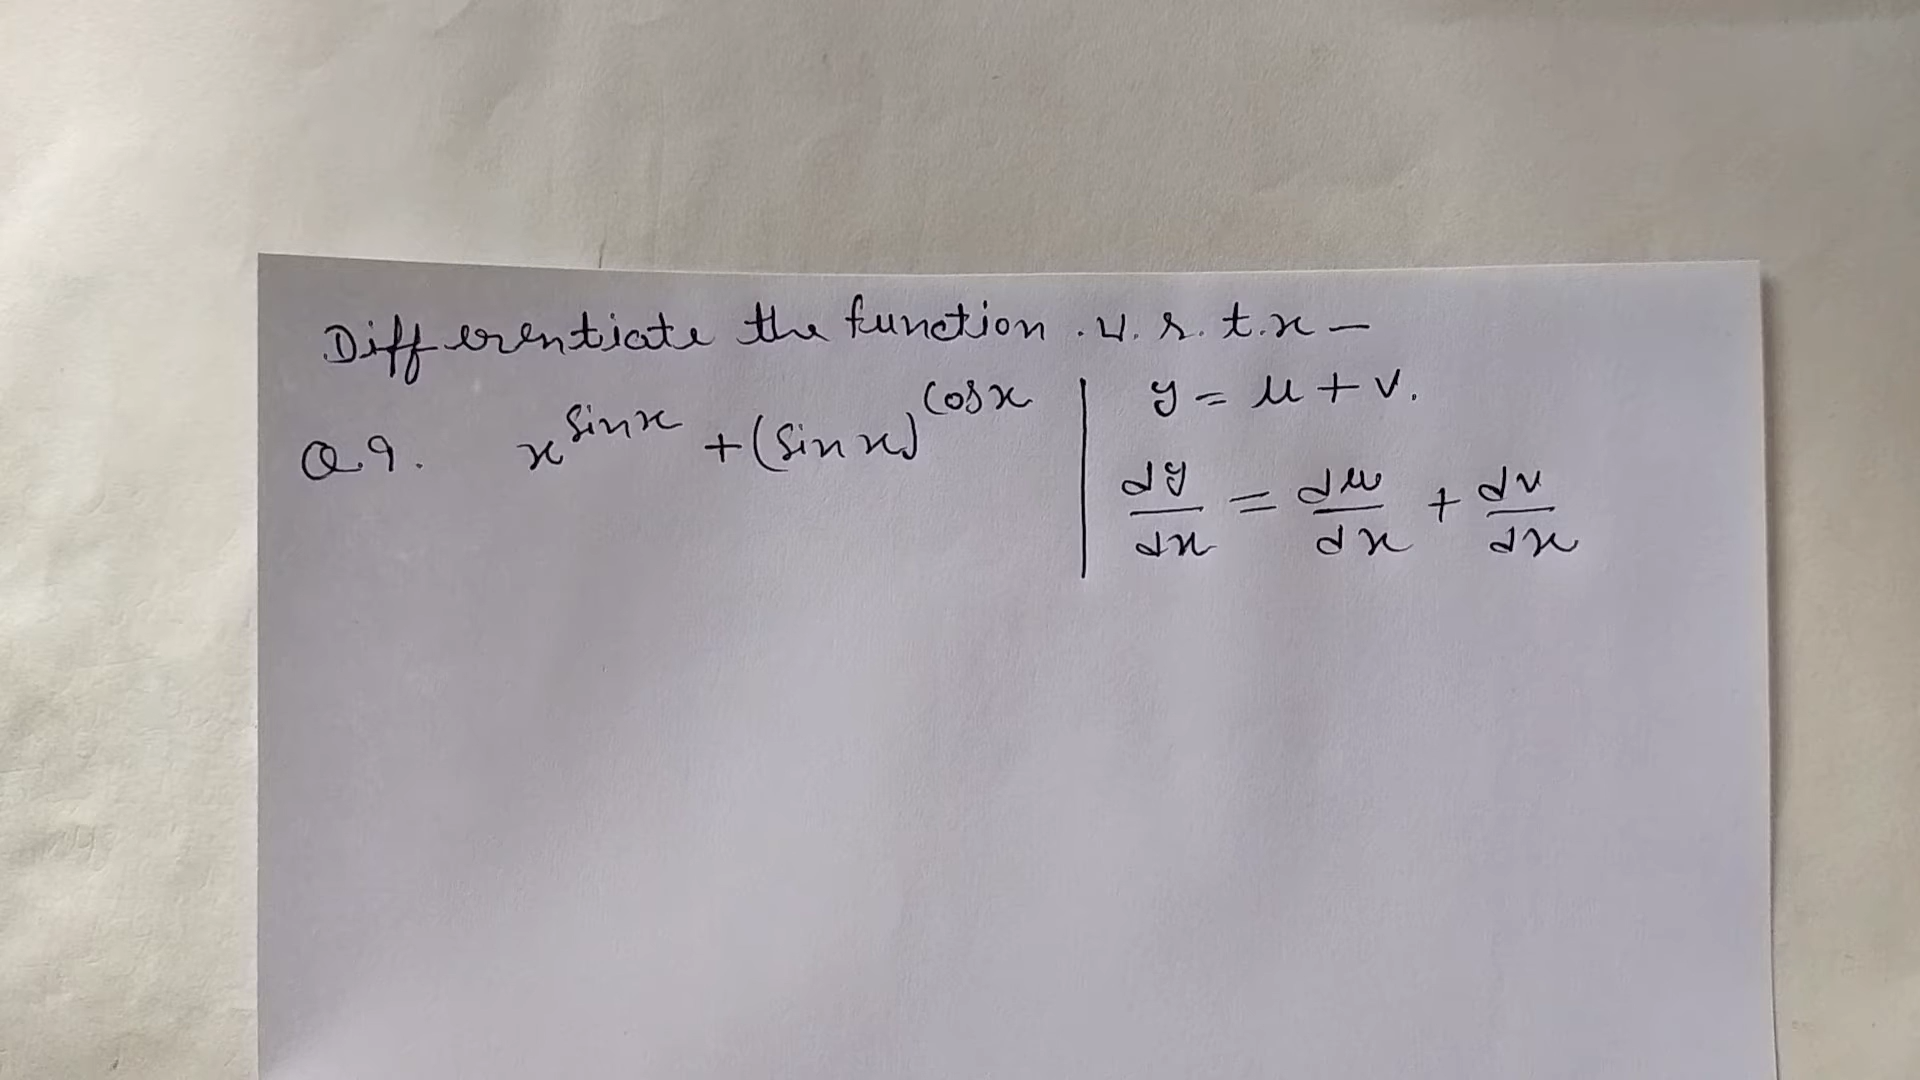 Differentiate the function . w. r. t. x –
Q.9. x^sinx + (sin x)^cosx
y = u + v.
dy/dx = du/dx + dv/dx